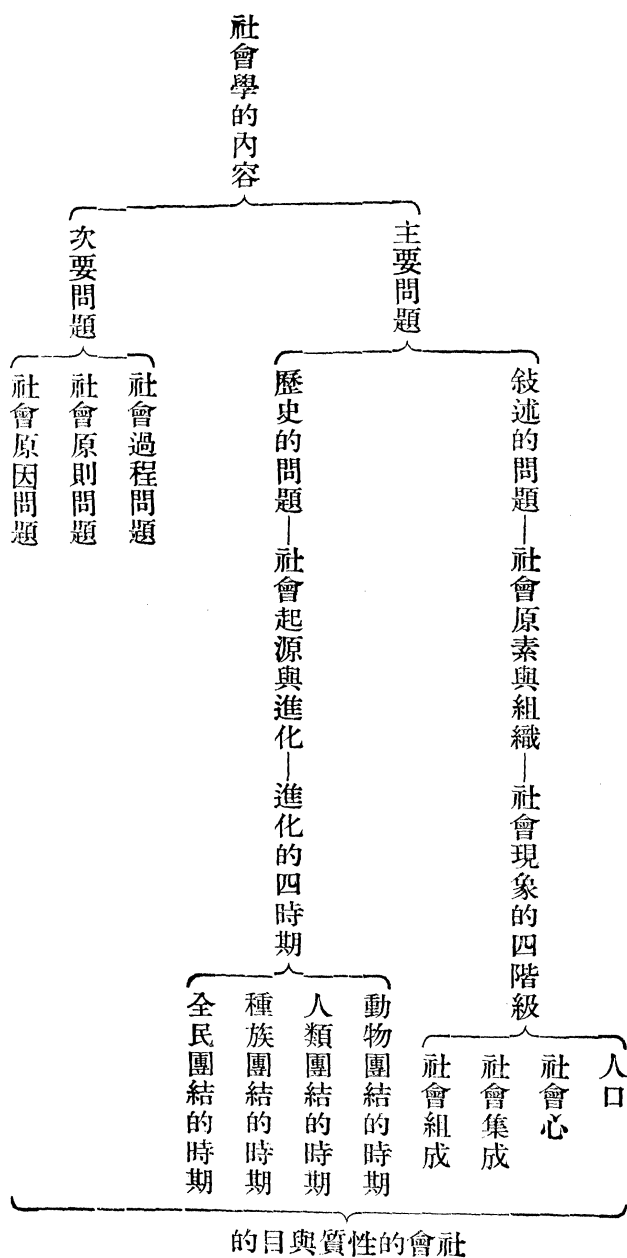 社會學的內容
主要問題
敍述的問題—社會原素與組織—社會現象的四階級
人口
社會心
社會集成
社會組成
歷史的問題—社會起源與進化—進化的四時期
動物團結的時期
人類團結的時期
種族團結的時期
全民團結的時期
次要問題
社會過程問題
社會原則問題
社會原因問題
社會的性質與目的